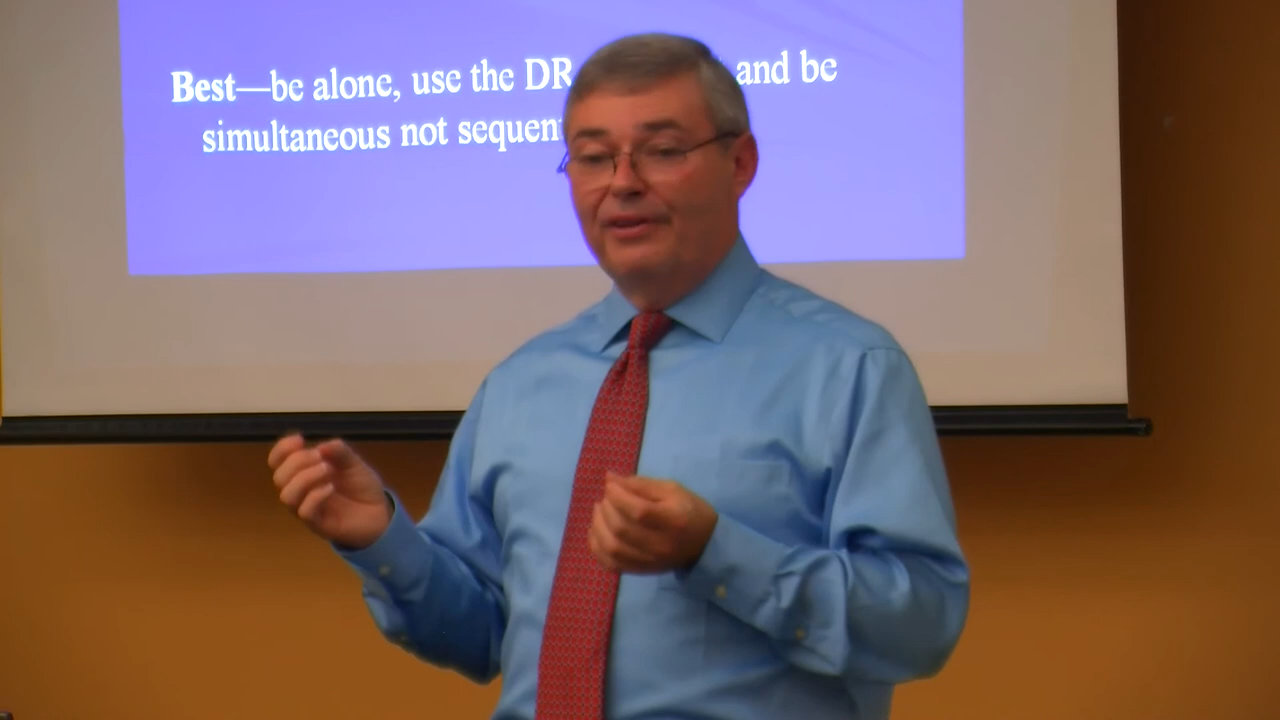 Best—be alone, use the DR and be
simultaneous not sequen